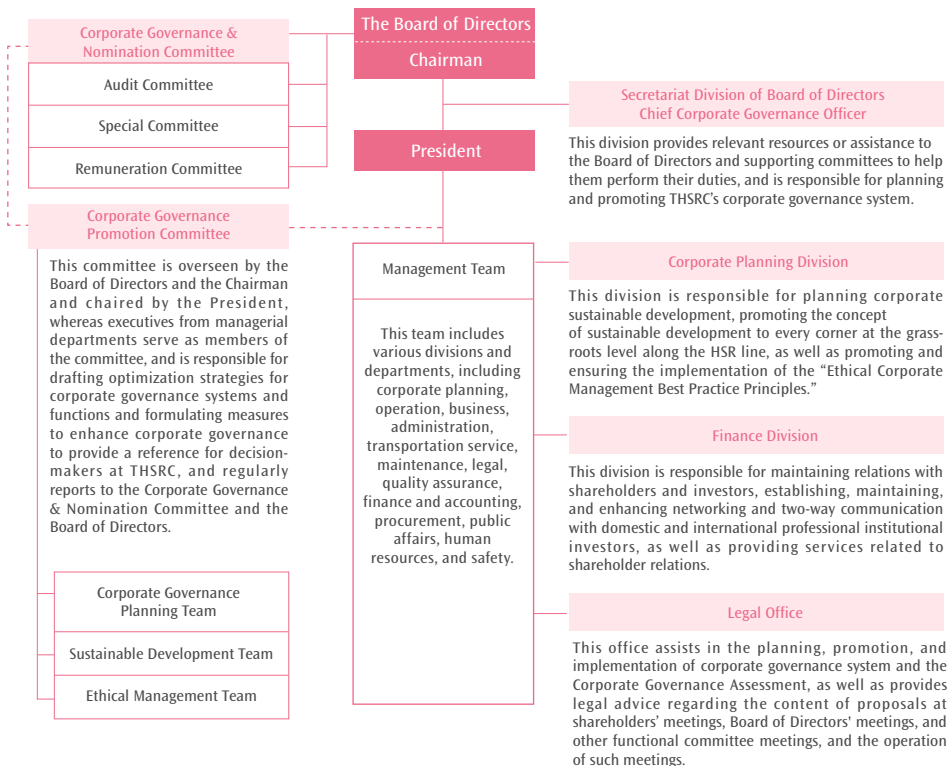 The Board of Directors
Chairman
President
Corporate Governance &
Nomination Committee
Audit Committee
Special Committee
Remuneration Committee
Corporate Governance
Promotion Committee
This committee is overseen by the
Board of Directors and the Chairman
and chaired by the President,
whereas executives from managerial
departments serve as members of
the committee, and is responsible for
drafting optimization strategies for
corporate governance systems and
functions and formulating measures
to enhance corporate governance
to provide a reference for decision-
makers at THSRC, and regularly
reports to the Corporate Governance
& Nomination Committee and the
Board of Directors.
Corporate Governance
Planning Team
Sustainable Development Team
Ethical Management Team
Management Team
This team includes
various divisions and
departments, including
corporate planning,
operation, business,
administration,
transportation service,
maintenance, legal,
quality assurance,
finance and accounting,
procurement, public
affairs, human
resources, and safety.
Secretariat Division of Board of Directors
Chief Corporate Governance Officer
This division provides relevant resources or assistance to
the Board of Directors and supporting committees to help
them perform their duties, and is responsible for planning
and promoting THSRC's corporate governance system.
Corporate Planning Division
This division is responsible for planning corporate
sustainable development, promoting the concept
of sustainable development to every corner at the grass-
roots level along the HSR line, as well as promoting and
ensuring the implementation of the “Ethical Corporate
Management Best Practice Principles.”
Finance Division
This division is responsible for maintaining relations with
shareholders and investors, establishing, maintaining,
and enhancing networking and two-way communication
with domestic and international professional institutional
investors, as well as providing services related to
shareholder relations.
Legal Office
This office assists in the planning, promotion, and
implementation of corporate governance system and the
Corporate Governance Assessment, as well as provides
legal advice regarding the content of proposals at
shareholders' meetings, Board of Directors' meetings, and
other functional committee meetings, and the operation
of such meetings.